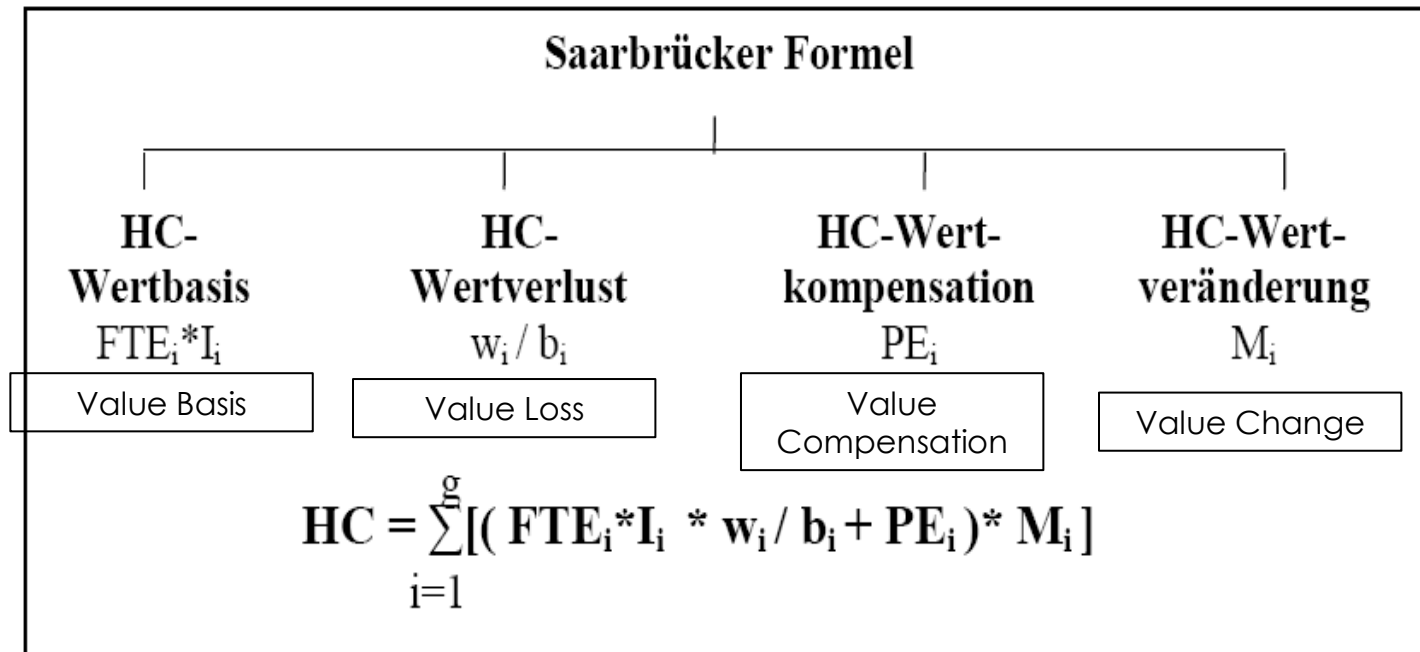 Saarbrücker Formel
HC-
Wertbasis
FTEᵢ*Iᵢ
Value Basis
HC-
Wertverlust
wᵢ / bᵢ
Value Loss
HC-Wert-
kompensation
PEᵢ
Value
Compensation
HC-Wert-
veränderung
Mᵢ
Value Change
g
HC = ∑[( FTEᵢ*Iᵢ * wᵢ / bᵢ + PEᵢ )* Mᵢ ]
i=1